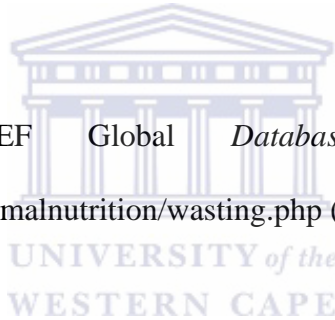 EF Global Databas
malnutrition/wasting.php (
UNIVERSITY of the
WESTERN CAPE